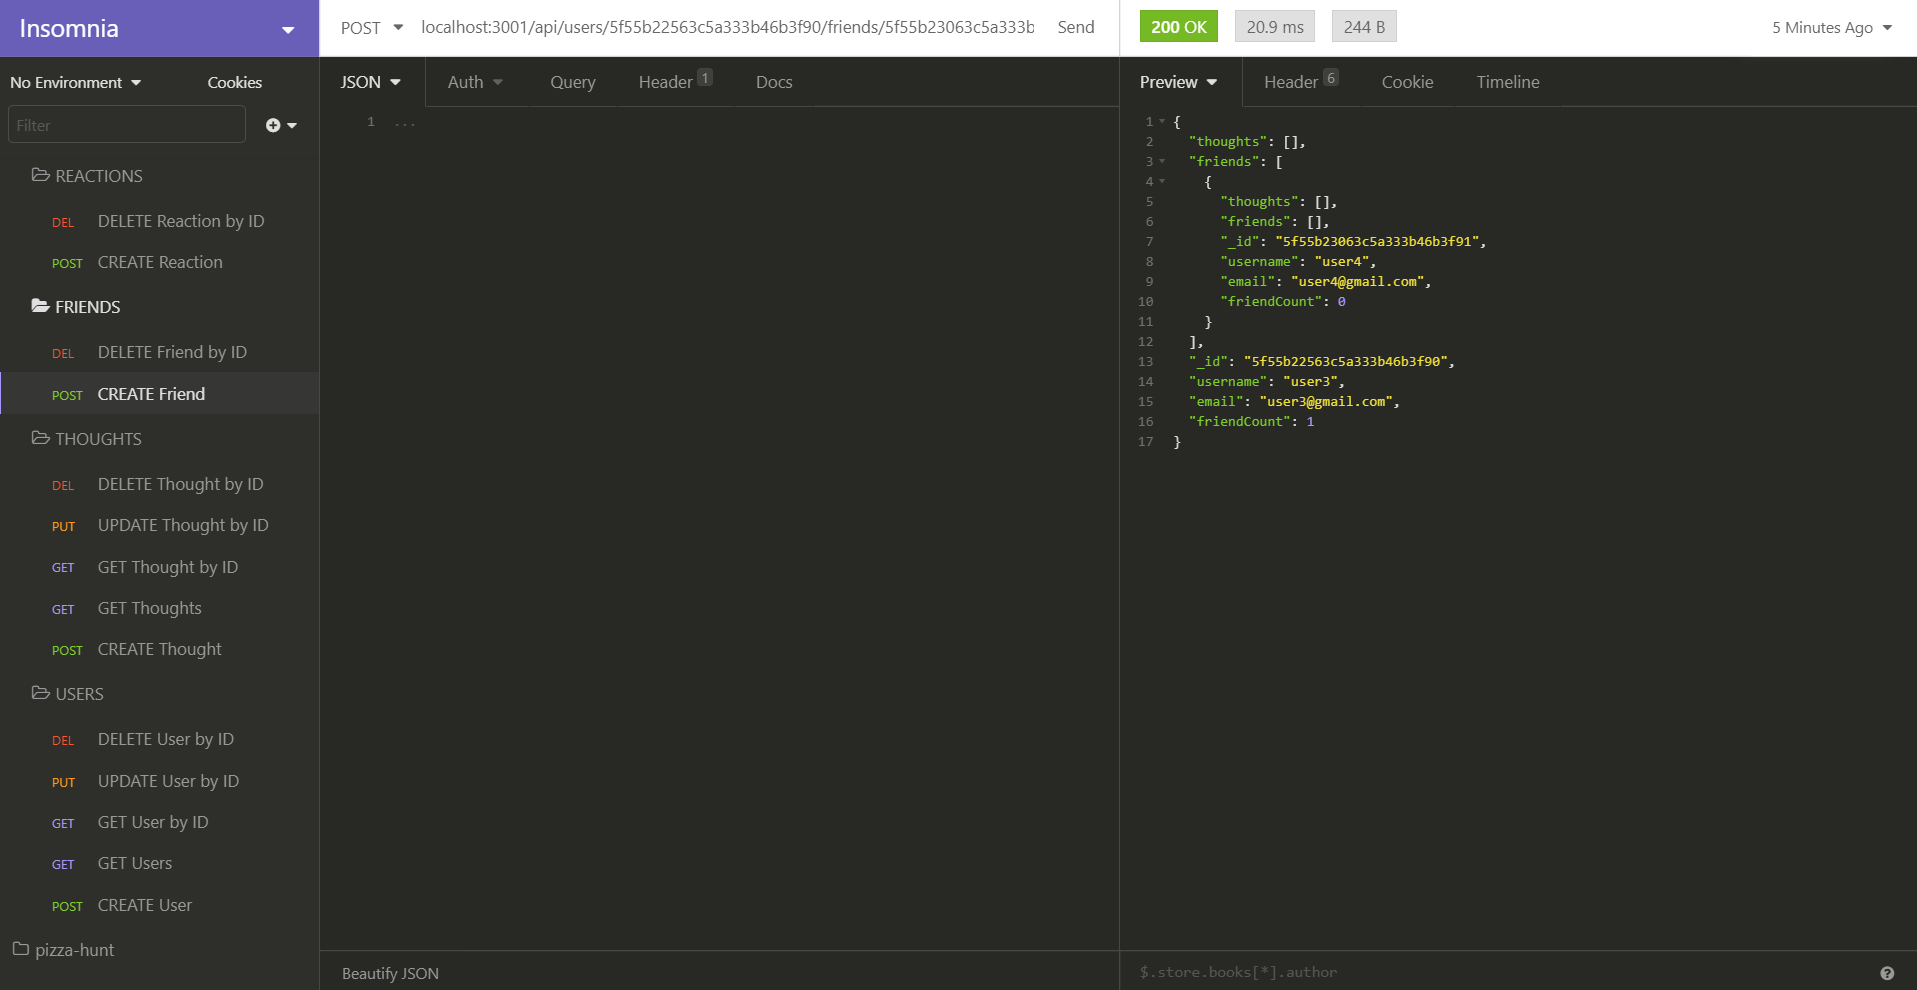 Insomnia
No Environment
Cookies
Filter
REACTIONS
DEL DELETE Reaction by ID
POST CREATE Reaction
FRIENDS
DEL DELETE Friend by ID
POST CREATE Friend
THOUGHTS
DEL DELETE Thought by ID
PUT UPDATE Thought by ID
GET GET Thought by ID
GET GET Thoughts
POST CREATE Thought
USERS
DEL DELETE User by ID
PUT UPDATE User by ID
GET GET User by ID
GET GET Users
POST CREATE User
pizza-hunt
POST localhost:3001/api/users/5f55b22563c5a333b46b3f90/friends/5f55b23063c5a333b Send
JSON Auth Query Header 1 Docs
1 ...
Beautify JSON
200 OK 20.9 ms 244 B 5 Minutes Ago
Preview Header 6 Cookie Timeline
1 {
2 "thoughts": [],
3 "friends": [
4 {
5 "thoughts": [],
6 "friends": [],
7 "_id": "5f55b23063c5a333b46b3f91",
8 "username": "user4",
9 "email": "user4@gmail.com",
10 "friendCount": 0
11 }
12 ],
13 "_id": "5f55b22563c5a333b46b3f90",
14 "username": "user3",
15 "email": "user3@gmail.com",
16 "friendCount": 1
17 }
$.store.books[*].author